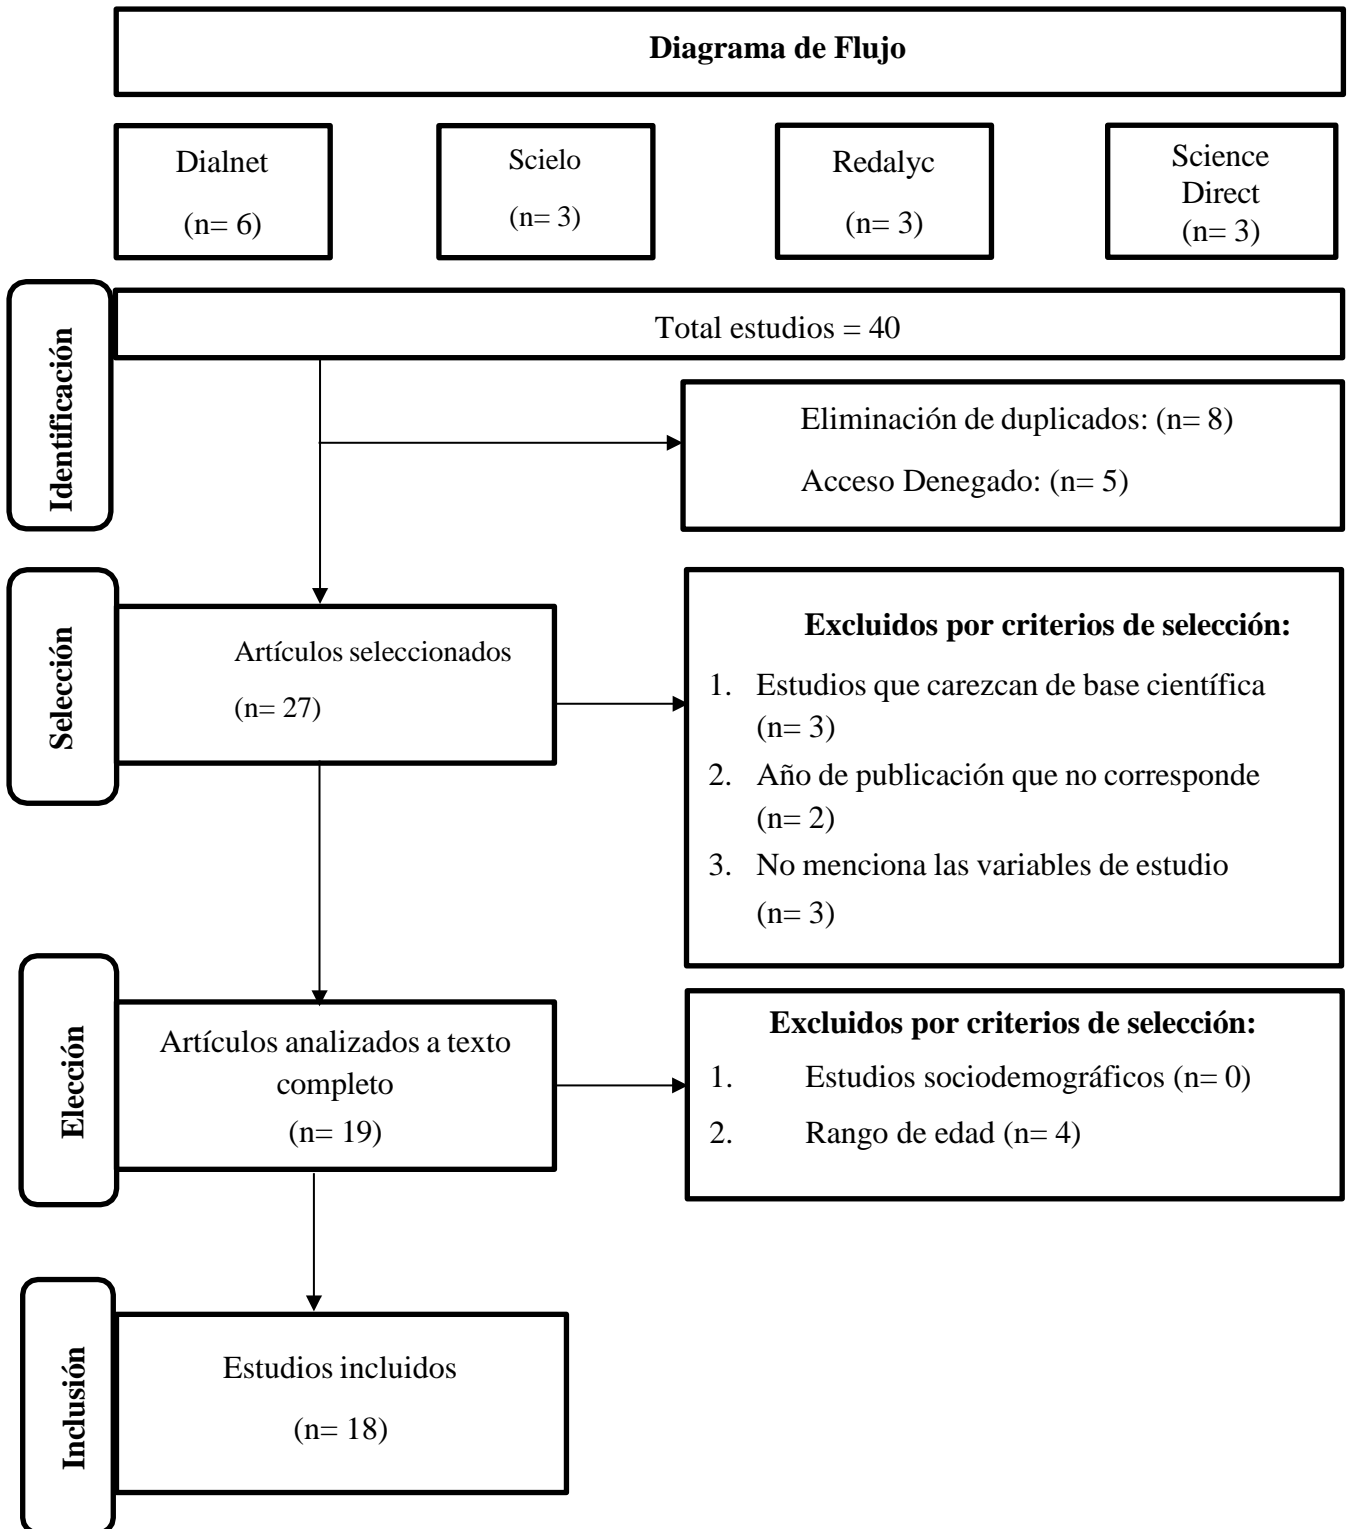 Diagrama de Flujo
Dialnet
(n= 6)
Scielo
(n= 3)
Redalyc
(n= 3)
Science
Direct
(n= 3)
Identificación
Total estudios = 40
Eliminación de duplicados: (n= 8)
Acceso Denegado: (n= 5)
Selección
Artículos seleccionados
(n= 27)
Excluidos por criterios de selección:
1. Estudios que carezcan de base científica
(n= 3)
2. Año de publicación que no corresponde
(n= 2)
3. No menciona las variables de estudio
(n= 3)
Elección
Artículos analizados a texto
completo
(n= 19)
Excluidos por criterios de selección:
1. Estudios sociodemográficos (n= 0)
2. Rango de edad (n= 4)
Inclusión
Estudios incluidos
(n= 18)